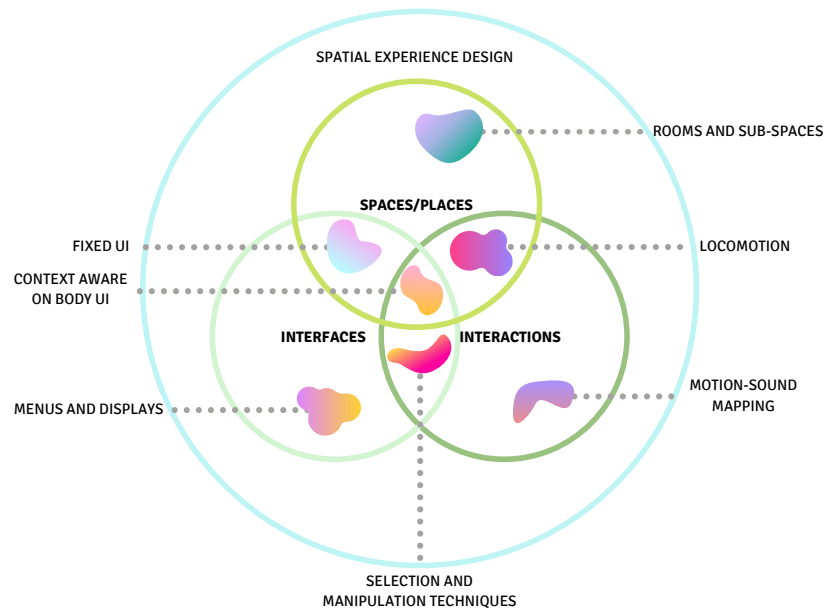 SPATIAL EXPERIENCE DESIGN
ROOMS AND SUB-SPACES
SPACES/PLACES
FIXED UI
LOCOMOTION
CONTEXT AWARE
ON BODY UI
INTERFACES
INTERACTIONS
MOTION-SOUND
MAPPING
MENUS AND DISPLAYS
SELECTION AND
MANIPULATION TECHNIQUES